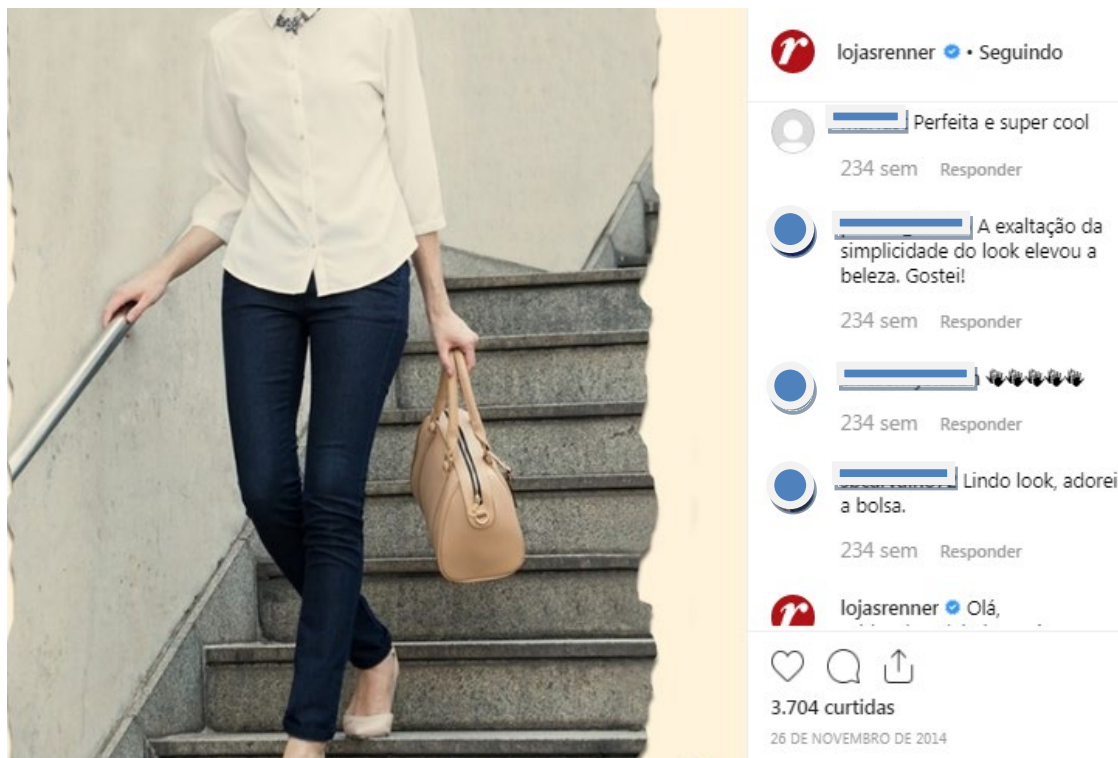 lojasrenner • Seguindo
Perfeita e super cool
234 sem Responder
A exaltação da
simplicidade do look elevou a
beleza. Gostei!
234 sem Responder
234 sem Responder
Lindo look, adorei
a bolsa.
234 sem Responder
lojasrenner Olá,
3.704 curtidas
26 DE NOVEMBRO DE 2014